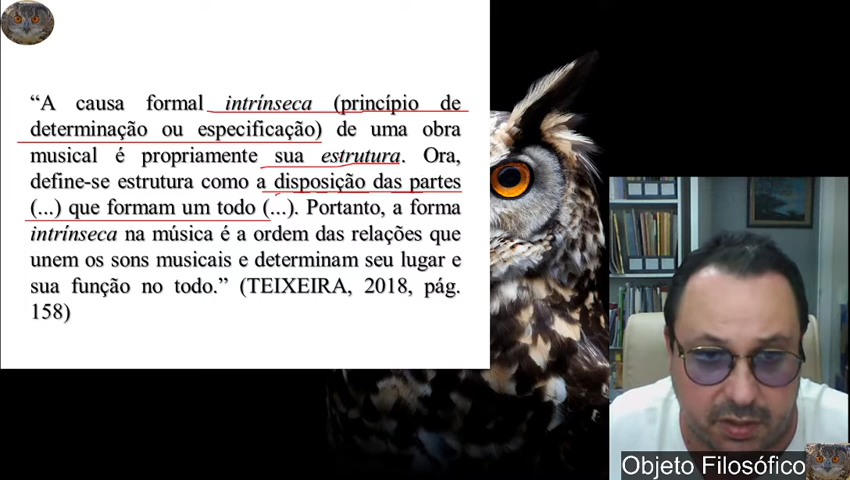 “A causa formal intrínseca (princípio de
determinação ou especificação) de uma obra
musical é propriamente sua estrutura. Ora,
define-se estrutura como a disposição das partes
(...) que formam um todo (...). Portanto, a forma
intrínseca na música é a ordem das relações que
unem os sons musicais e determinam seu lugar e
sua função no todo.” (TEIXEIRA, 2018, pág.
158)
Objeto Filosófico